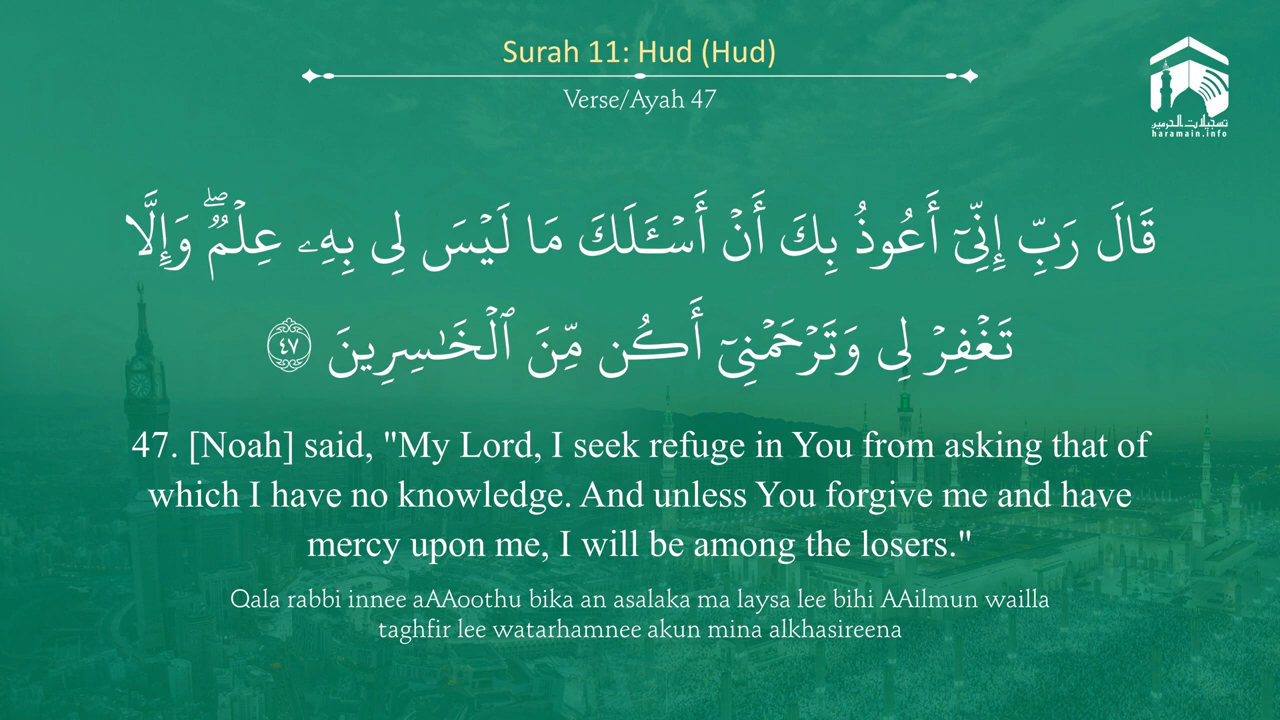 Surah 11: Hud (Hud)
Verse/Ayah 47
تسجيلات الحرمين
haramain.info
قَالَ رَبِّ إِنِّىٓ أَعُوذُ بِكَ أَنْ أَسْـَٔلَكَ مَا لَيْسَ لِى بِهِۦ عِلْمٌۭ ۖ وَإِلَّا
تَغْفِرْ لِى وَتَرْحَمْنِىٓ أَكُن مِّنَ ٱلْخَـٰسِرِينَ ٤٧
47. [Noah] said, "My Lord, I seek refuge in You from asking that of
which I have no knowledge. And unless You forgive me and have
mercy upon me, I will be among the losers."
Qala rabbi innee aAAoothu bika an asalaka ma laysa lee bihi AAilmun wailla
taghfir lee watarhamnee akun mina alkhasireena